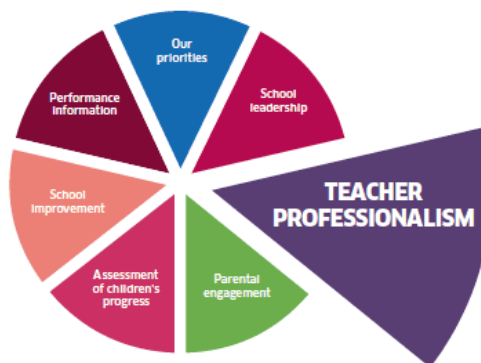 Our
priorities
School
leadership
TEACHER
PROFESSIONALISM
Parental
engagement
Assessment
of children's
progress
School
improvement
Performance
information